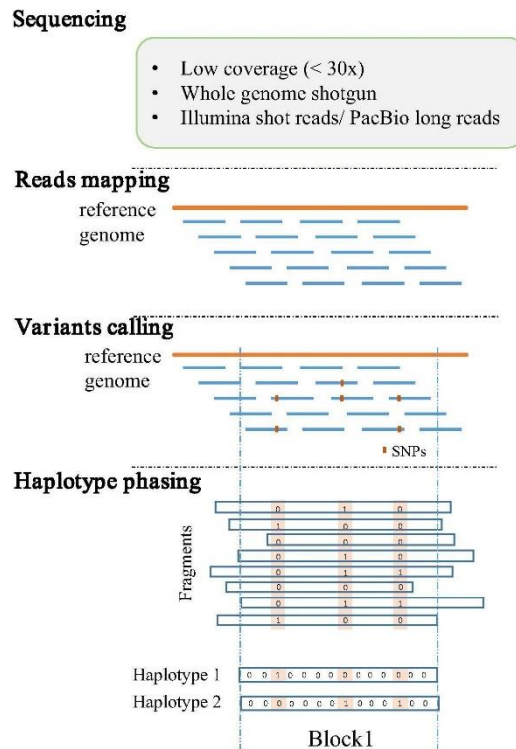 Sequencing
• Low coverage (< 30x)
• Whole genome shotgun
• Illumina shot reads/ PacBio long reads
Reads mapping
reference
genome
Variants calling
reference
genome
SNPs
Haplotype phasing
Fragments
0 1 0
1 0
0 0 0
0 1 0
0 1 1
0 0 0
0 1 1
1 0
Haplotype 1
Haplotype 2
Block1